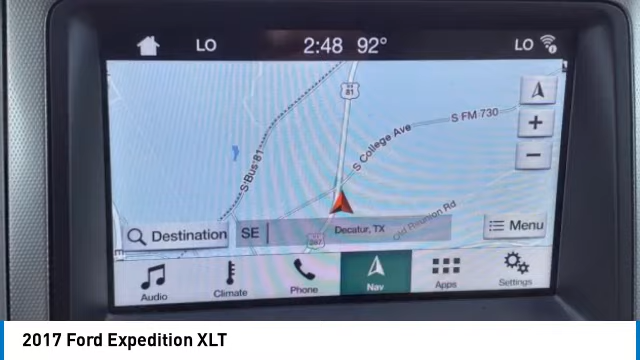 LO 2:48 92° LO
US
81
S FM 730
S College Ave
S Bus 81
Old Reunion Rd
Destination SE Decatur, TX Menu
287
Audio Climate Phone Nav Apps Settings
2017 Ford Expedition XLT